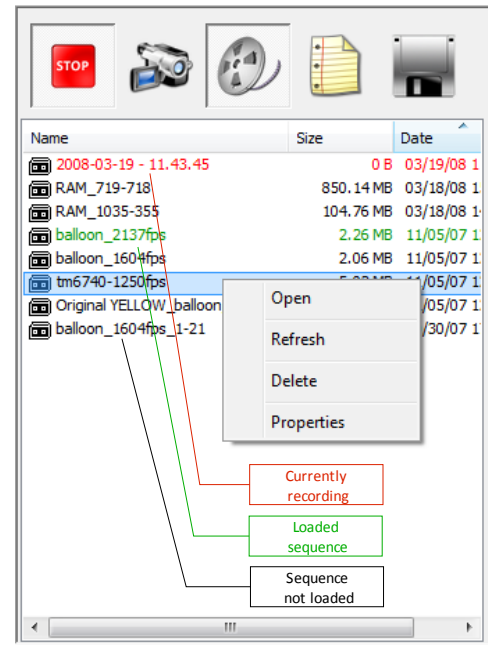 STOP
Name Size Date
2008-03-19 - 11.43.45 0 B 03/19/08 1
RAM_719-718 850.14 MB 03/18/08 1
RAM_1035-355 104.76 MB 03/18/08 1
balloon_2137fps 2.26 MB 11/05/07 1
balloon_1604fps 2.06 MB 11/05/07 1
tm6740-1250fps 11/05/07 1
Original YELLOW_balloon /05/07 1
balloon_1604fps_1-21 /30/07 1
Open
Refresh
Delete
Properties
Currently
recording
Loaded
sequence
Sequence
not loaded